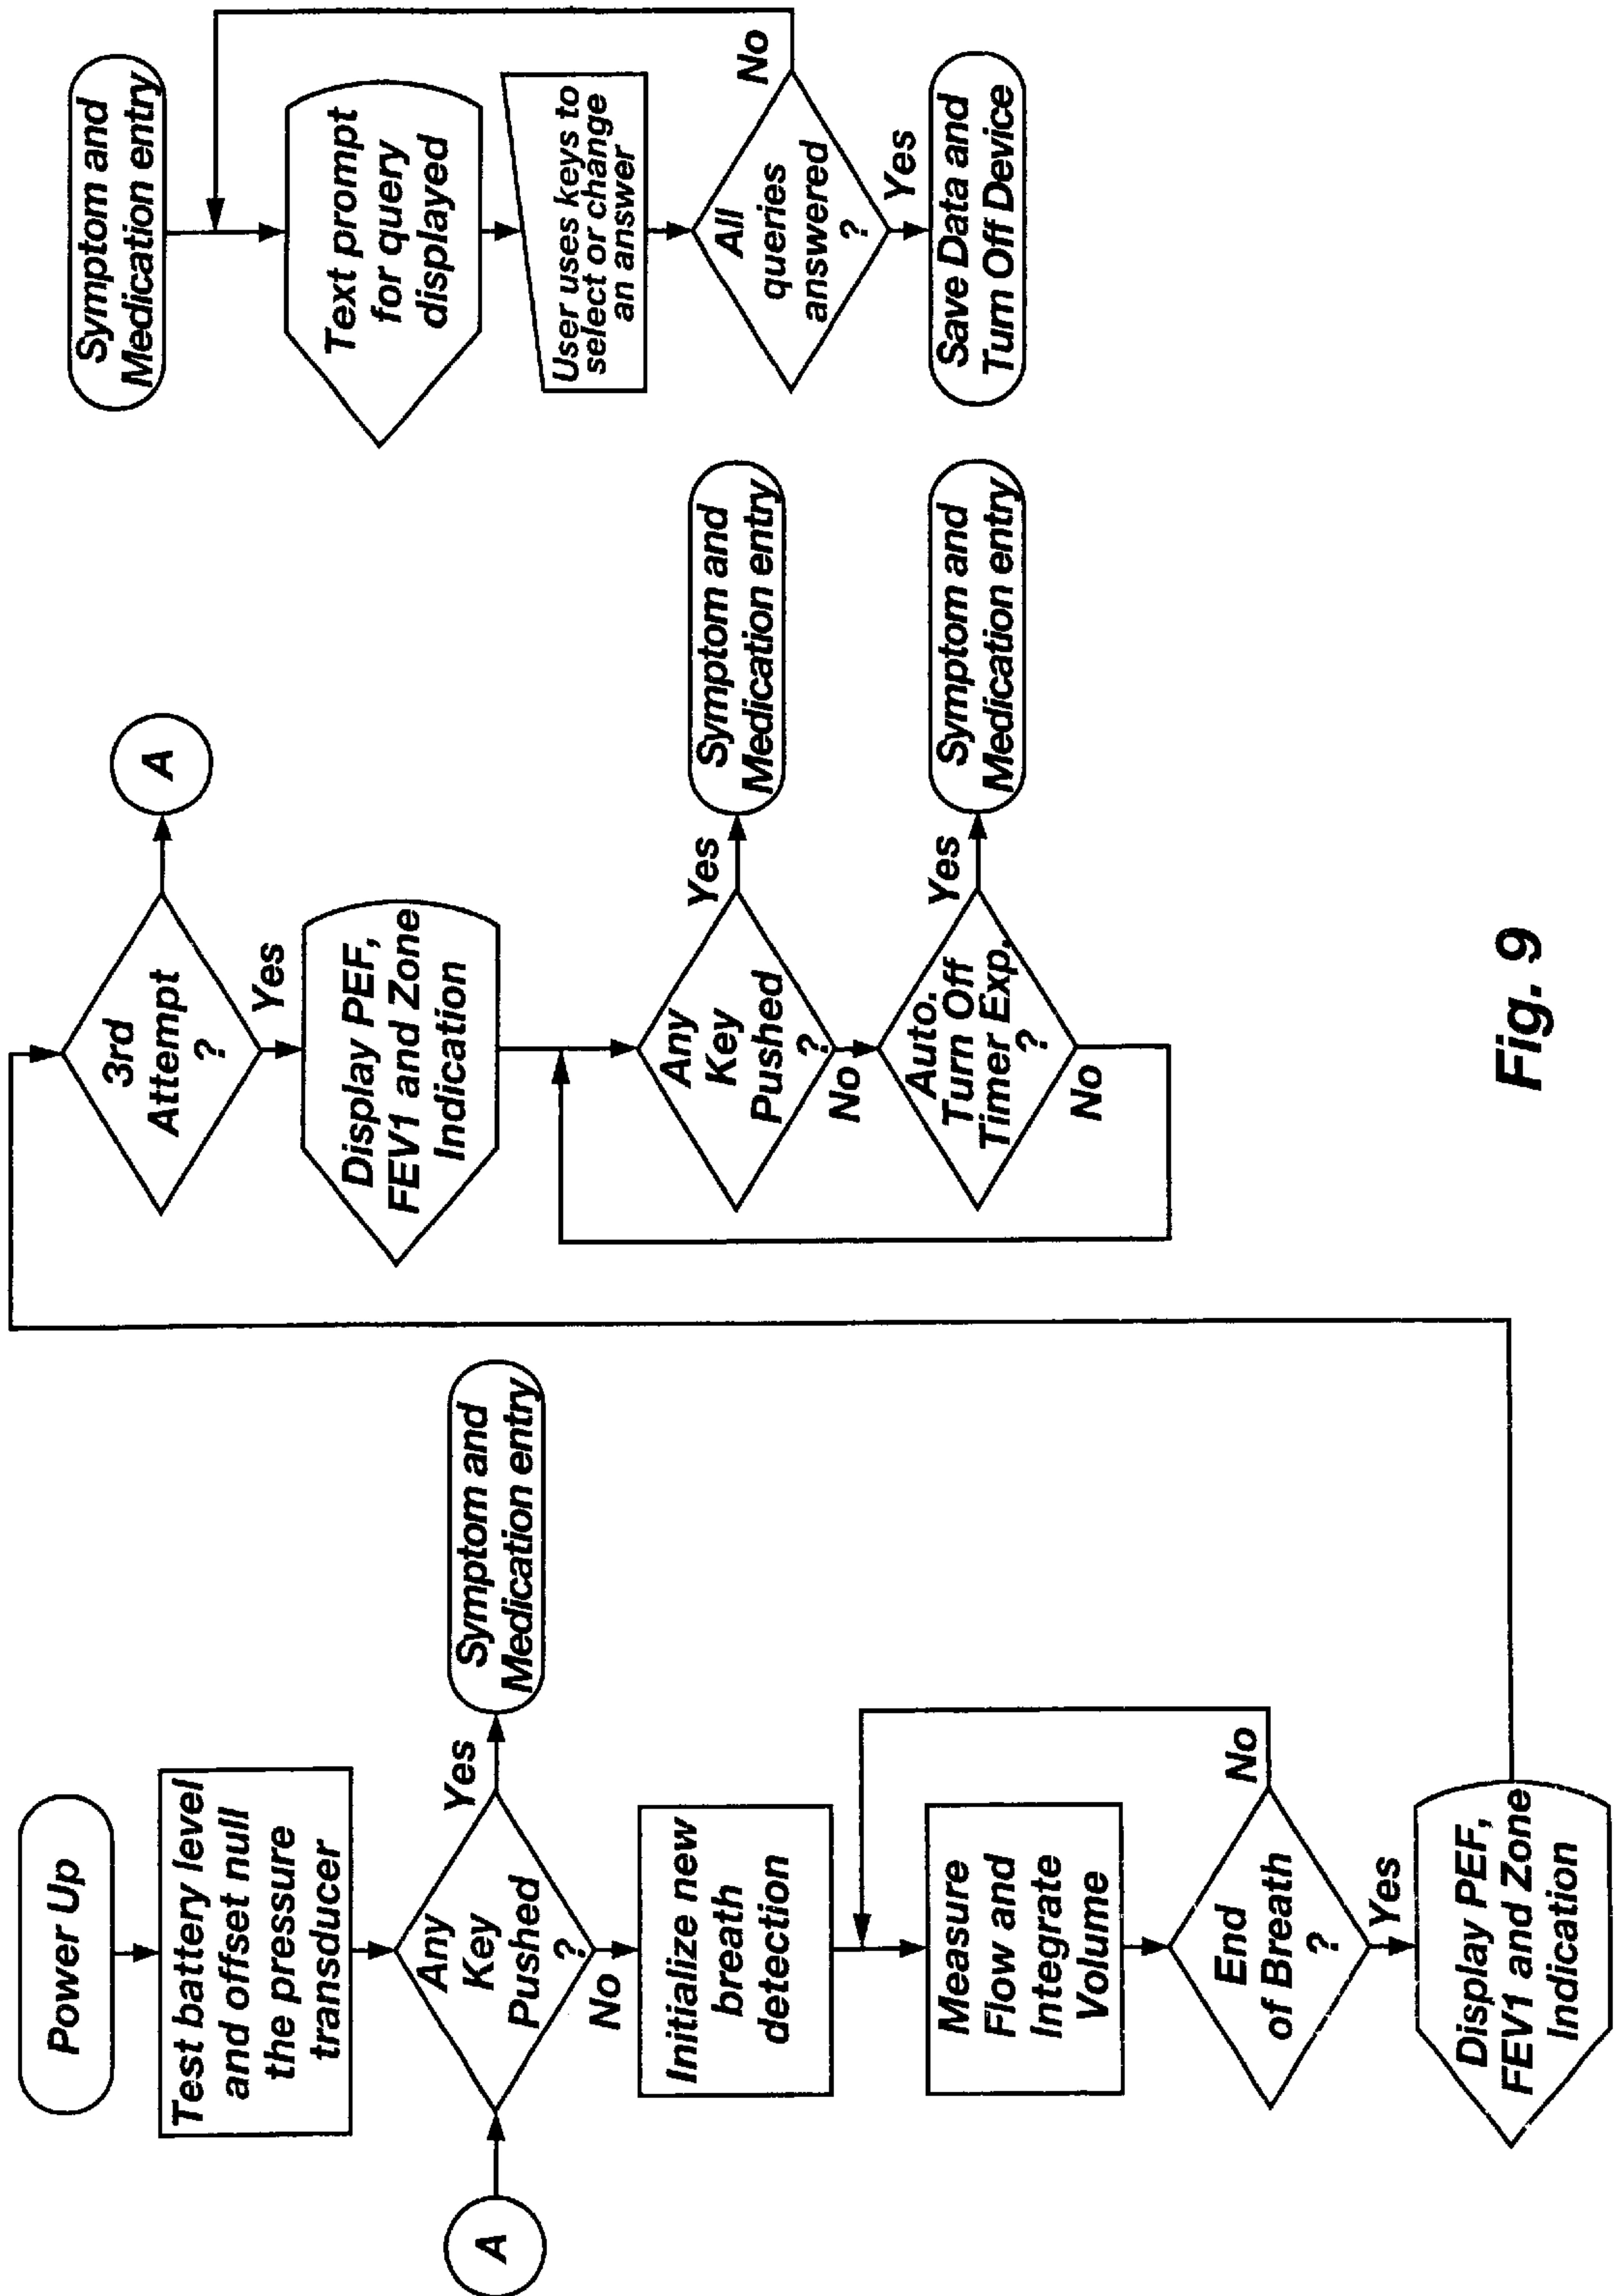 Power Up
Test battery level
and offset null
the pressure
transducer
A
Any
Key
Pushed
?
Yes
Symptom and
Medication entry
No
Initialize new
breath
detection
Measure
Flow and
Integrate
Volume
End
of Breath
?
No
Yes
Display PEF,
FEV1 and Zone
Indication
3rd
Attempt
?
A
Yes
Display PEF,
FEV1 and Zone
Indication
Any
Key
Pushed
?
Yes
Symptom and
Medication entry
No
Auto.
Turn Off
Timer Exp.
?
Yes
Symptom and
Medication entry
No
Symptom and
Medication entry
Text prompt
for query
displayed
User uses keys to
select or change
an answer
All
queries
answered
?
No
Yes
Save Data and
Turn Off Device
Fig. 9